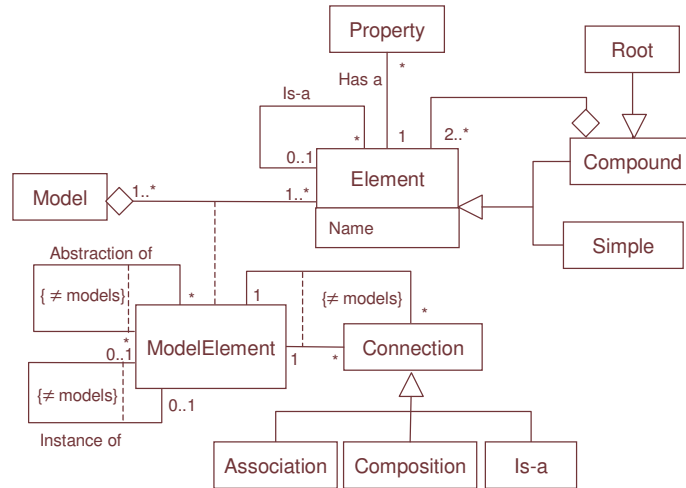 Property
Root
Has a
*
Is-a
*
1
2..*
0..1
Element
Compound
Model
1..*
1..*
Name
Simple
Abstraction of
{ ≠ models}
*
1
{≠ models}
*
*
ModelElement
0..1
1
*
Connection
{≠ models}
0..1
Instance of
Association
Composition
Is-a